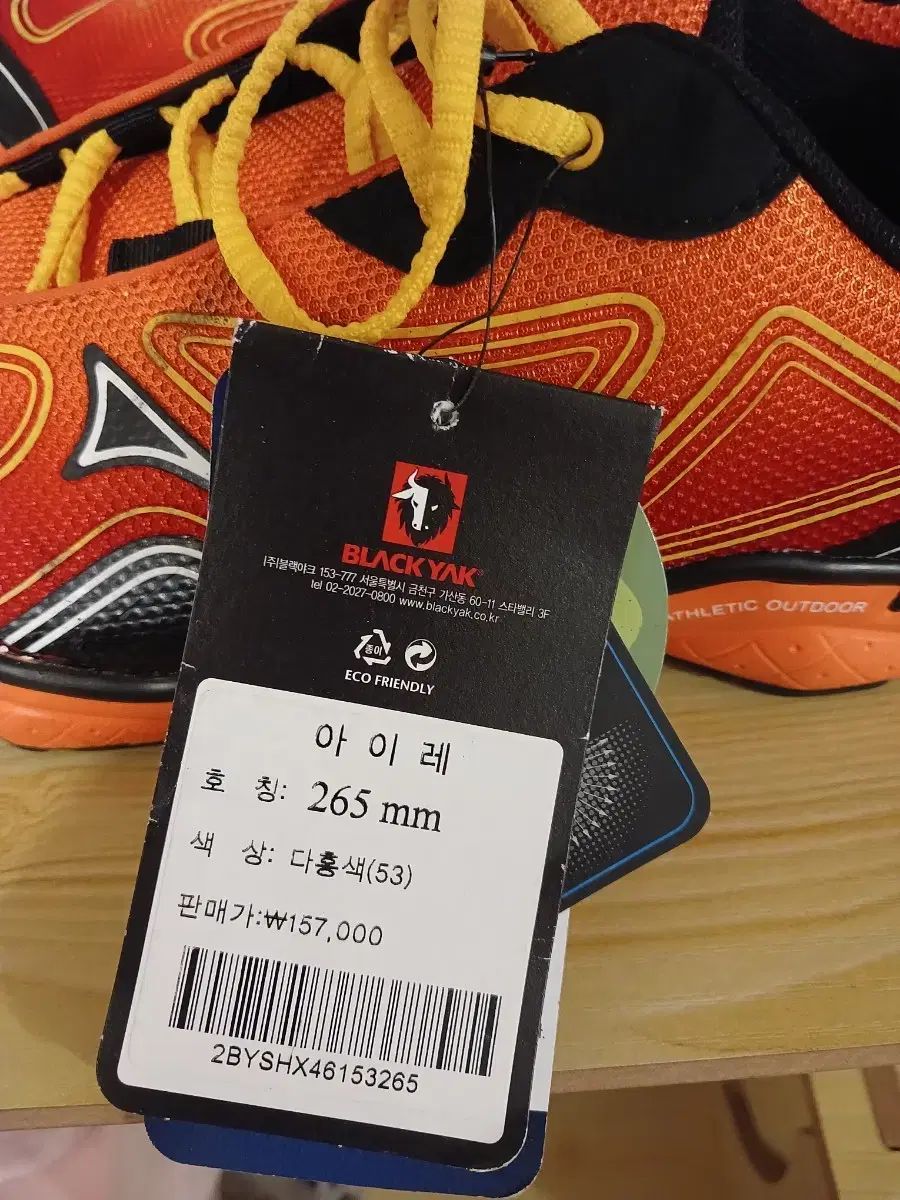 BLACK YAK®
(주)블랙야크 153-777 서울특별시 금천구 가산동 60-11 스타밸리 3F
tel 02-2027-0800 www.blackyak.co.kr
종이
ECO FRIENDLY
ATHLETIC OUTDOOR
아이레
호 칭: 265 mm
색 상: 다홍색(53)
판매가:₩157,000
2BYSHX46153265